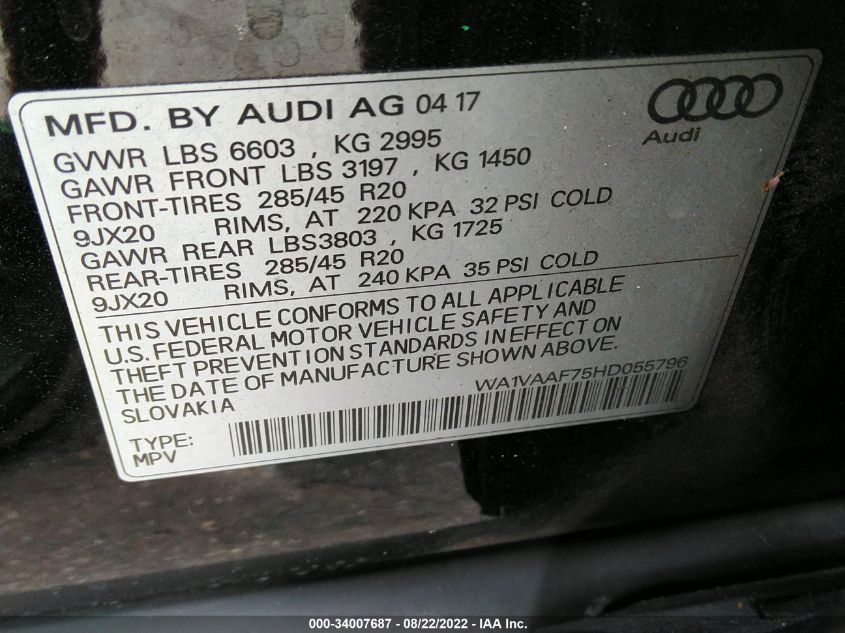 MFD. BY AUDI AG 04 17
Audi
GVWR LBS 6603 , KG 2995
GAWR FRONT LBS 3197 , KG 1450
FRONT-TIRES 285/45 R20
9JX20 RIMS, AT 220 KPA 32 PSI COLD
GAWR REAR LBS3803 , KG 1725
REAR-TIRES 285/45 R20
9JX20 RIMS, AT 240 KPA 35 PSI COLD
THIS VEHICLE CONFORMS TO ALL APPLICABLE
U.S. FEDERAL MOTOR VEHICLE SAFETY AND
THEFT PREVENTION STANDARDS IN EFFECT ON
THE DATE OF MANUFACTURE SHOWN ABOVE.
SLOVAKIA WA1VAAF75HD055796
TYPE:
MPV
000-34007687 - 08/22/2022 - IAA Inc.